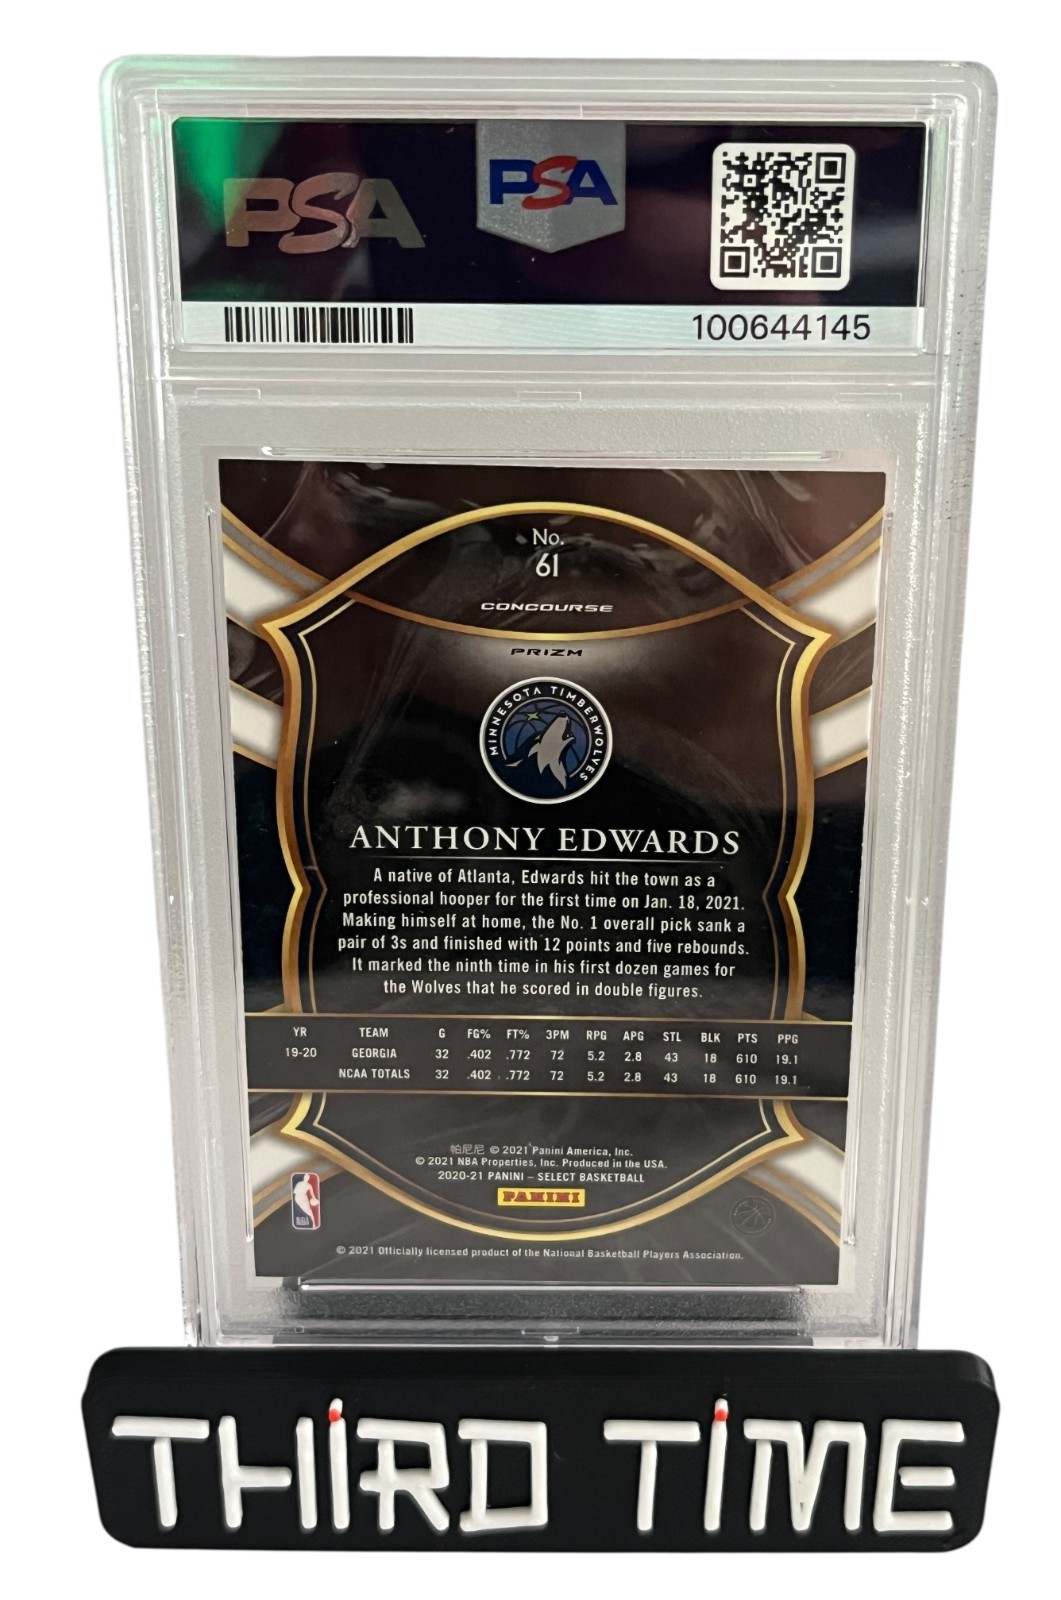 PSA
PSA
100644145
No.
61
CONCOURSE
PRIZM
MINNESOTA TIMBERWOLVES
ANTHONY EDWARDS
A native of Atlanta, Edwards hit the town as a
professional hooper for the first time on Jan. 18, 2021.
Making himself at home, the No. 1 overall pick sank a
pair of 3s and finished with 12 points and five rebounds.
It marked the ninth time in his first dozen games for
the Wolves that he scored in double figures.
YR TEAM G FG% FT% 3PM RPG APG STL BLK PTS PPG
19-20 GEORGIA 32 .402 .772 72 5.2 2.8 43 18 610 19.1
NCAA TOTALS 32 .402 .772 72 5.2 2.8 43 18 610 19.1
帕尼尼 © 2021 Panini America, Inc.
© 2021 NBA Properties, Inc. Produced in the USA.
2020-21 PANINI – SELECT BASKETBALL
PANINI
© 2021 Officially licensed product of the National Basketball Players Association.
THIRD TIME